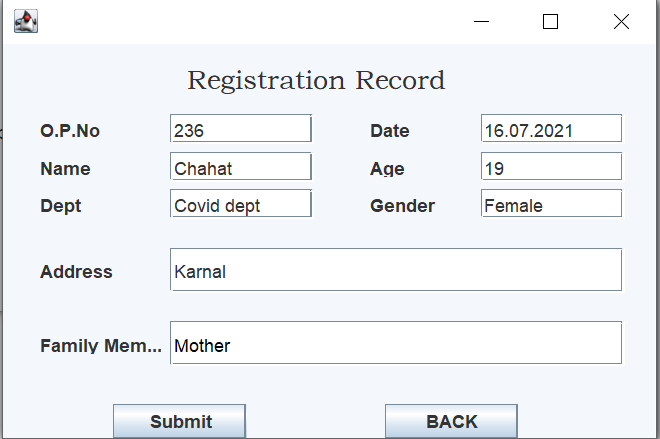 Registration Record
O.P.No 236 Date 16.07.2021
Name Chahat Age 19
Dept Covid dept Gender Female
Address Karnal
Family Mem... Mother
Submit BACK